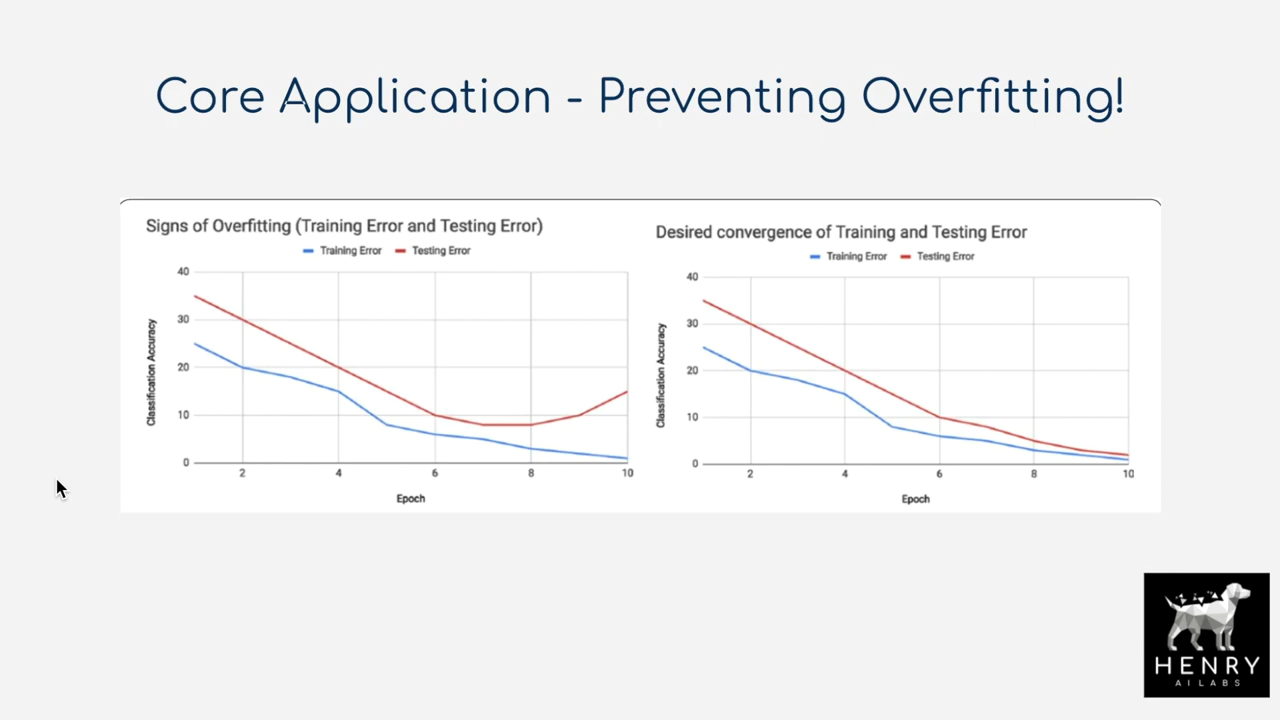 Core Application - Preventing Overfitting!
Signs of Overfitting (Training Error and Testing Error)
Training Error Testing Error
40
30
20
10
0
2 4 6 8 10
Classification Accuracy
Epoch
Desired convergence of Training and Testing Error
Training Error Testing Error
40
30
20
10
0
2 4 6 8 10
Classification Accuracy
Epoch
HENRY
AI LABS